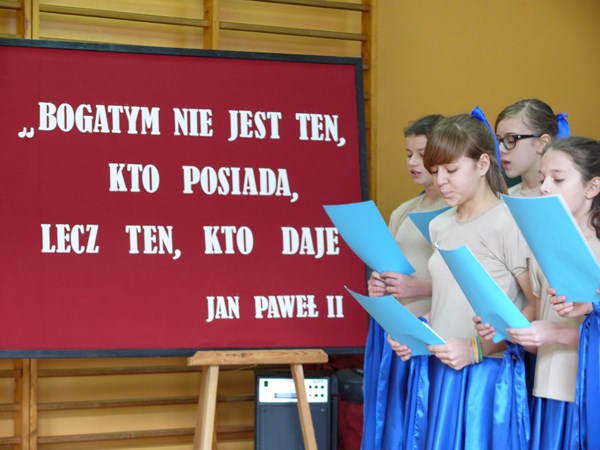 „BOGATYM NIE JEST TEN,
KTO POSIADA,
LECZ TEN, KTO DAJE
JAN PAWEŁ II